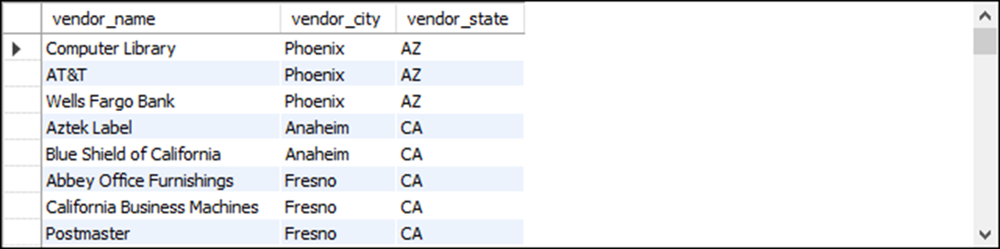 vendor_name vendor_city vendor_state
Computer Library Phoenix AZ
AT&T Phoenix AZ
Wells Fargo Bank Phoenix AZ
Aztek Label Anaheim CA
Blue Shield of California Anaheim CA
Abbey Office Furnishings Fresno CA
California Business Machines Fresno CA
Postmaster Fresno CA